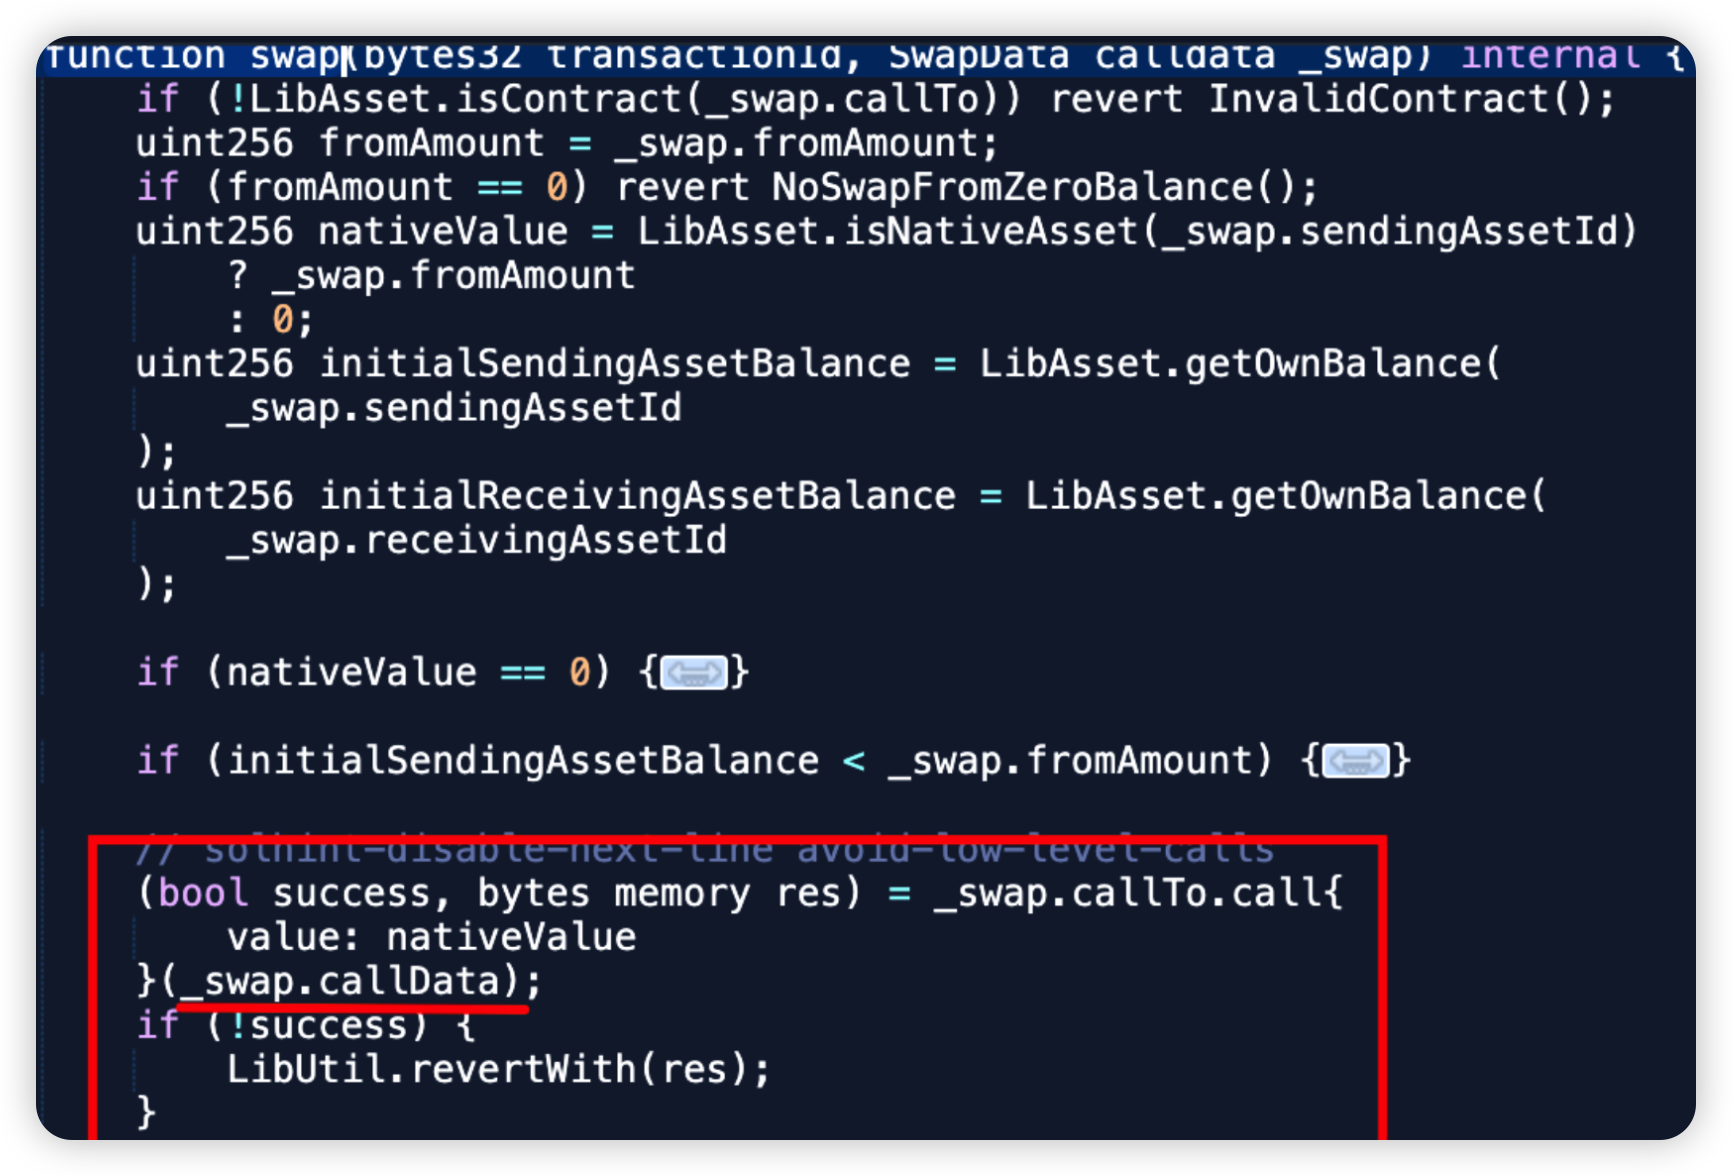 function swap(bytes32 transactionId, SwapData calldata _swap) internal {
if (!LibAsset.isContract(_swap.callTo)) revert InvalidContract();
uint256 fromAmount = _swap.fromAmount;
if (fromAmount == 0) revert NoSwapFromZeroBalance();
uint256 nativeValue = LibAsset.isNativeAsset(_swap.sendingAssetId)
? _swap.fromAmount
: 0;
uint256 initialSendingAssetBalance = LibAsset.getOwnBalance(
_swap.sendingAssetId
);
uint256 initialReceivingAssetBalance = LibAsset.getOwnBalance(
_swap.receivingAssetId
);
if (nativeValue == 0) {}
if (initialSendingAssetBalance < _swap.fromAmount) {}
// solhint-disable-next-line avoid-low-level-calls
(bool success, bytes memory res) = _swap.callTo.call{
value: nativeValue
}(_swap.callData);
if (!success) {
LibUtil.revertWith(res);
}